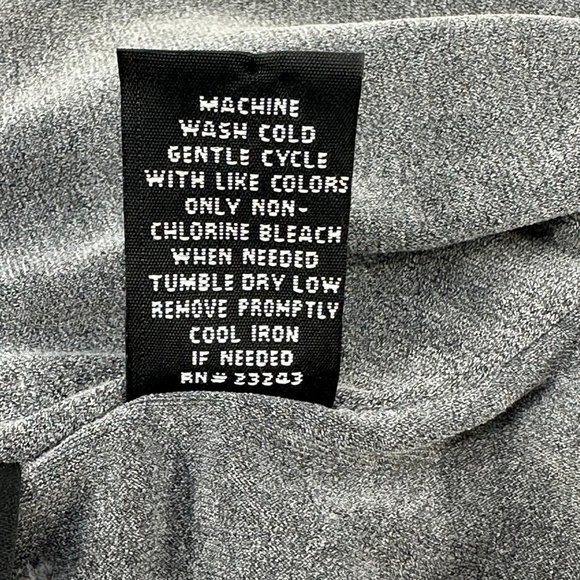 MACHINE
WASH COLD
GENTLE CYCLE
WITH LIKE COLORS
ONLY NON-
CHLORINE BLEACH
WHEN NEEDED
TUMBLE DRY LOW
REMOVE PROMPTLY
COOL IRON
IF NEEDED
RN# 23243